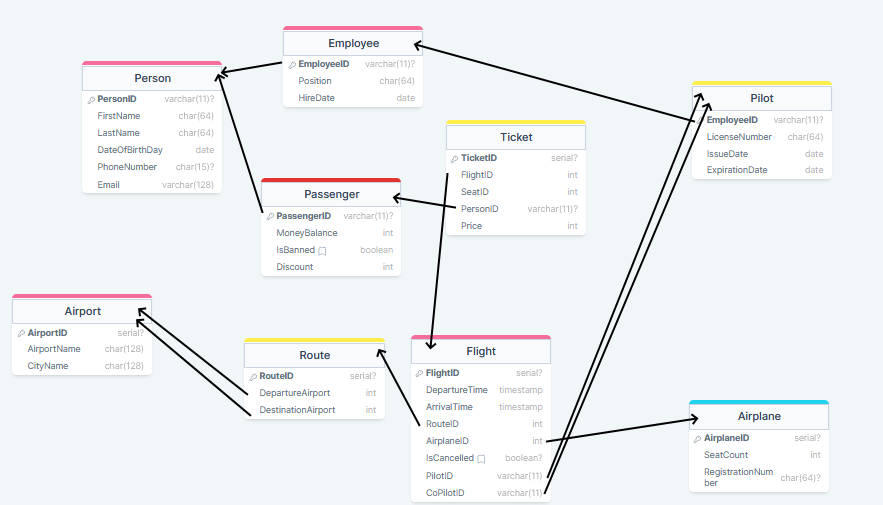 Employee
EmployeeID varchar(11)?
Position char(64)
HireDate date
Person
PersonID varchar(11)?
FirstName char(64)
LastName char(64)
DateOfBirthDay date
PhoneNumber char(15)?
Email varchar(128)
Pilot
EmployeeID varchar(11)?
LicenseNumber char(64)
IssueDate date
ExpirationDate date
Ticket
TicketID serial?
FlightID int
SeatID int
PersonID varchar(11)?
Price int
Passenger
PassengerID varchar(11)?
MoneyBalance int
IsBanned boolean
Discount int
Airport
AirportID serial?
AirportName char(128)
CityName char(128)
Route
RouteID serial?
DepartureAirport int
DestinationAirport int
Flight
FlightID serial?
DepartureTime timestamp
ArrivalTime timestamp
RouteID int
AirplaneID int
IsCancelled boolean?
PilotID varchar(11)
CoPilotID varchar(11)
Airplane
AirplaneID serial?
SeatCount int
RegistrationNum
ber char(64)?